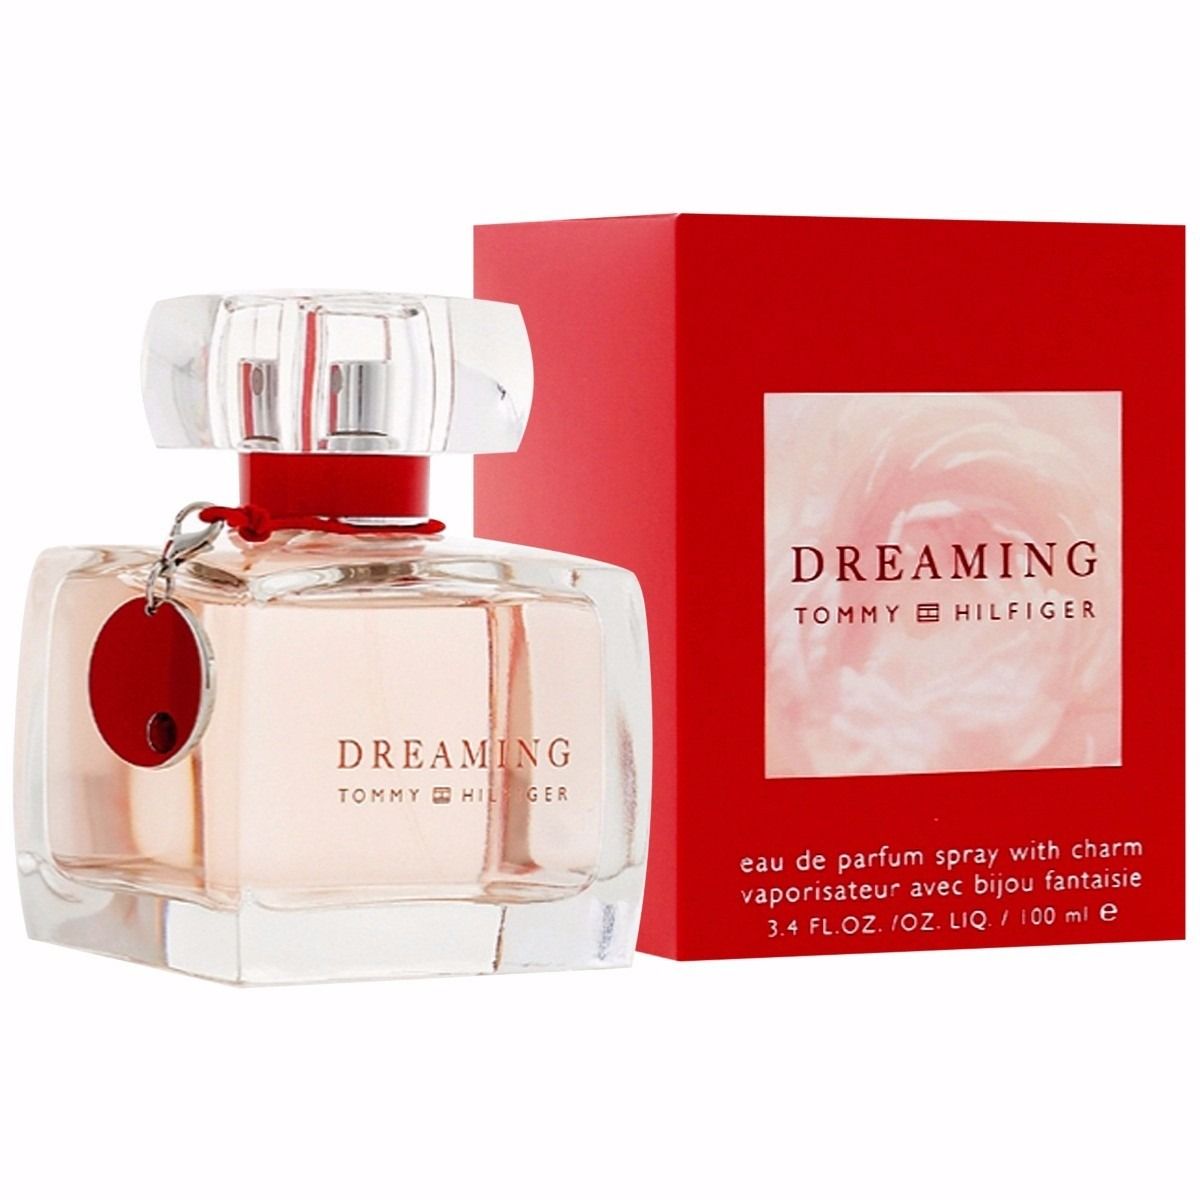 DREAMING
TOMMY HILFIGER
DREAMING
TOMMY HILFIGER
eau de parfum spray with charm
vaporisateur avec bijou fantaisie
3.4 FL.OZ. /OZ. LIQ. / 100 ml e